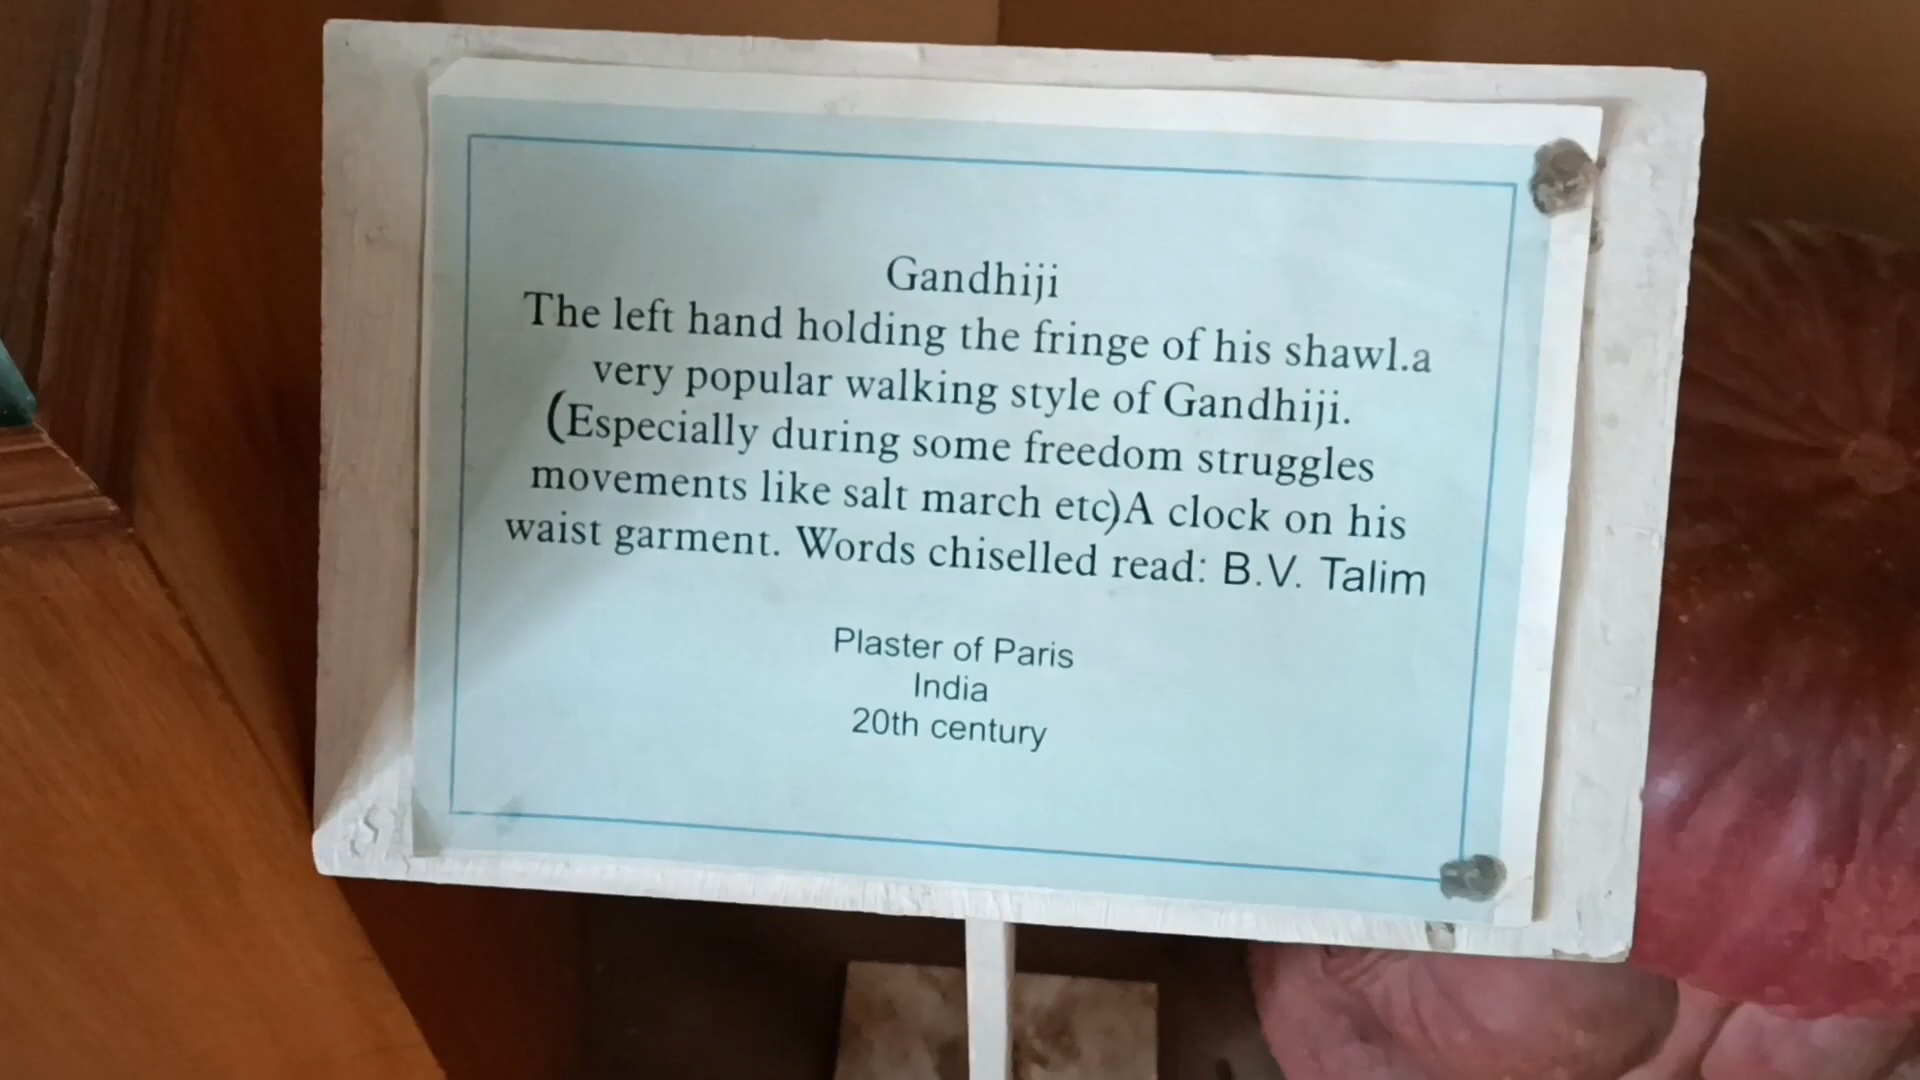 Gandhiji
The left hand holding the fringe of his shawl.a
very popular walking style of Gandhiji.
(Especially during some freedom struggles
movements like salt march etc)A clock on his
waist garment. Words chiselled read: B.V. Talim
Plaster of Paris
India
20th century